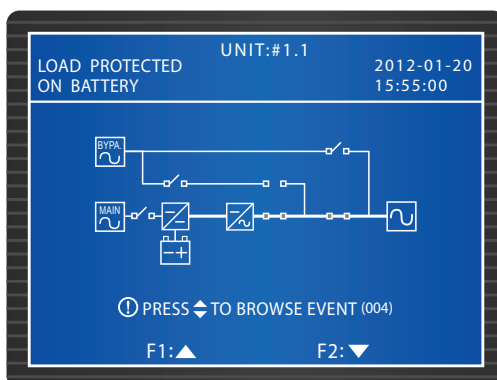 UNIT:#1.1
LOAD PROTECTED
ON BATTERY
2012-01-20
15:55:00
BYPA.
MAIN
! PRESS ▲▼ TO BROWSE EVENT (004)
F1:▲ F2:▼